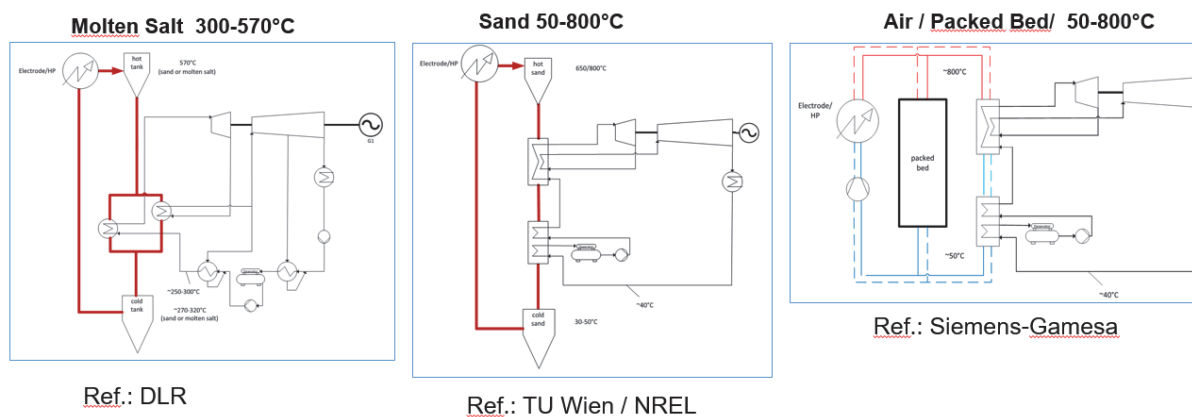 Molten Salt 300-570°C
Electrode/HP
hot
tank
570°C
(sand or molten salt)
G1
~250-300°C
cold
tank
~270-320°C
(sand or molten salt)
Ref.: DLR
Sand 50-800°C
Electrode/HP
hot
sand
650/800°C
~40°C
cold
sand
30-50°C
Ref.: TU Wien / NREL
Air / Packed Bed/ 50-800°C
~800°C
Electrode/
HP
packed
bed
~50°C
~40°C
Ref.: Siemens-Gamesa